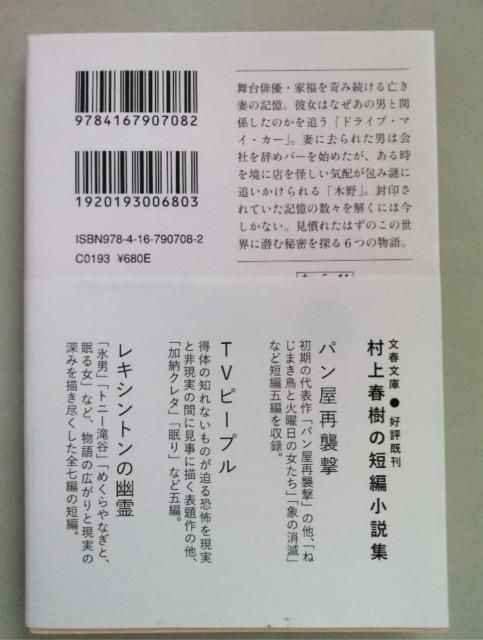 9784167907082
1920193006803
ISBN978-4-16-790708-2
C0193 ¥680E
舞台俳優・家福を苛み続ける亡き
妻の記憶。彼女はなぜあの男と関
係したのかを追う「ドライブ・マ
イ・カー」。妻に去られた男は会
社を辞めバーを始めたが、ある時
を境に店を怪しい気配が包み謎に
追いかけられる「木野」。封印さ
れていた記憶の数々を解くには今
しかない。見慣れたはずのこの世
界に潜む秘密を探る6つの物語。
文春文庫●好評既刊
村上春樹の短編小説集
パン屋再襲撃
初期の代表作「パン屋再襲撃」の他、「ね
じまき鳥と火曜日の女たち」「象の消滅」
など短編五編を収録。
TVピープル
得体の知れないものが迫る恐怖を現実
と非現実の間に見事に描く表題作の他、
「加納クレタ」「眠り」など五編。
レキシントンの幽霊
「氷男」「トニー滝谷」「めくらやなぎと、
眠る女」など、物語の広がりと現実の
深みを描き尽くした全七編の短編。